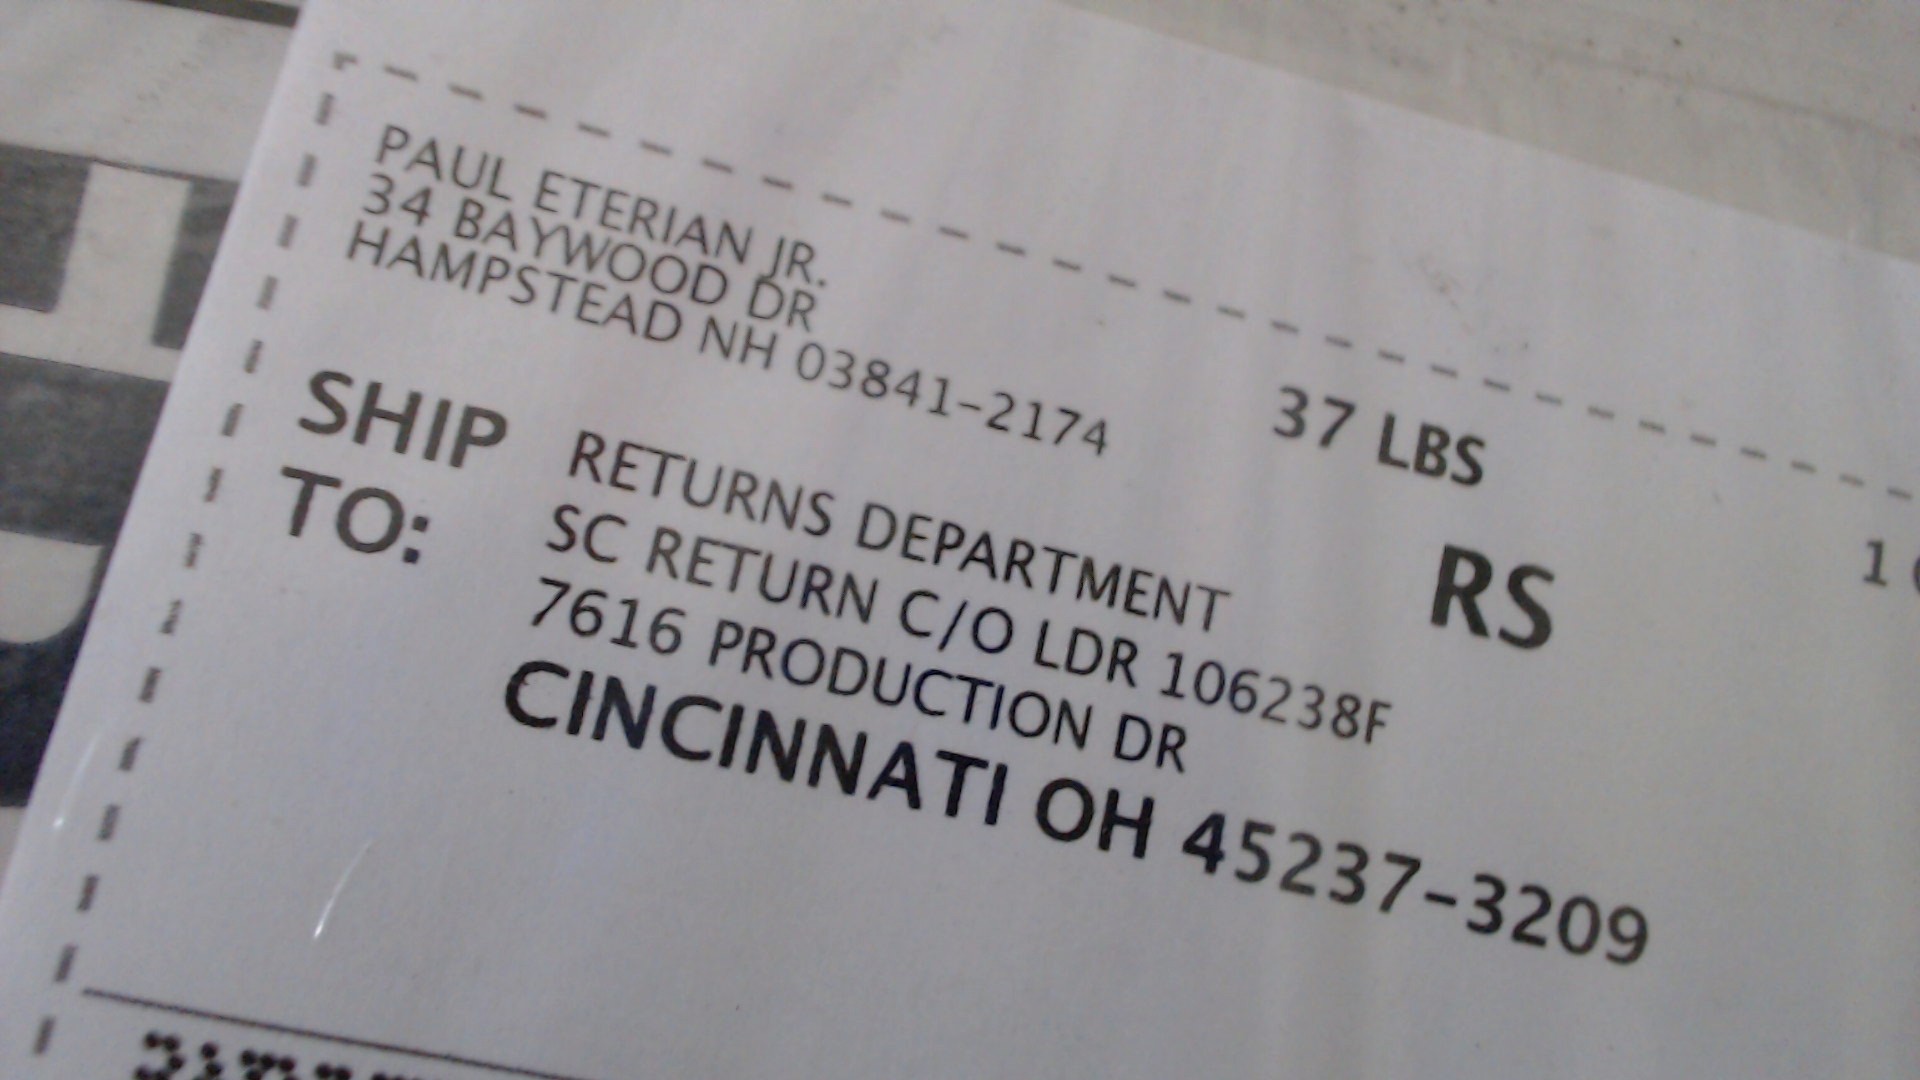 PAUL ETERIAN JR.
34 BAYWOOD DR
HAMPSTEAD NH 03841-2174
37 LBS
1
RS
SHIP
TO:
RETURNS DEPARTMENT
SC RETURN C/O LDR 106238F
7616 PRODUCTION DR
CINCINNATI OH 45237-3209